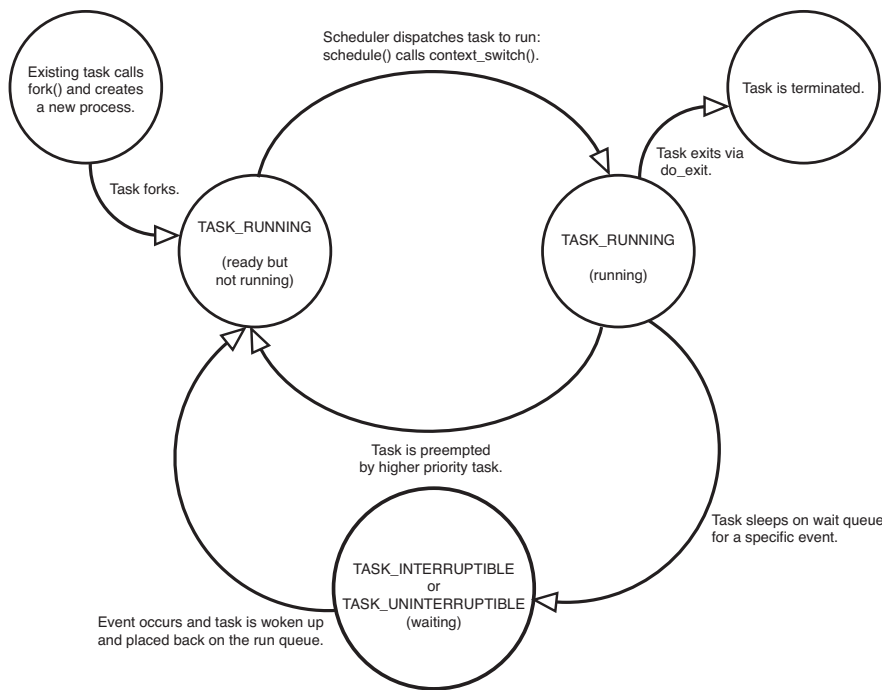 Scheduler dispatches task to run:
schedule() calls context_switch().
Existing task calls
fork() and creates
a new process.
Task is terminated.
Task exits via
do_exit.
Task forks.
TASK_RUNNING
(ready but
not running)
TASK_RUNNING
(running)
Task is preempted
by higher priority task.
Task sleeps on wait queue
for a specific event.
TASK_INTERRUPTIBLE
or
TASK_UNINTERRUPTIBLE
(waiting)
Event occurs and task is woken up
and placed back on the run queue.